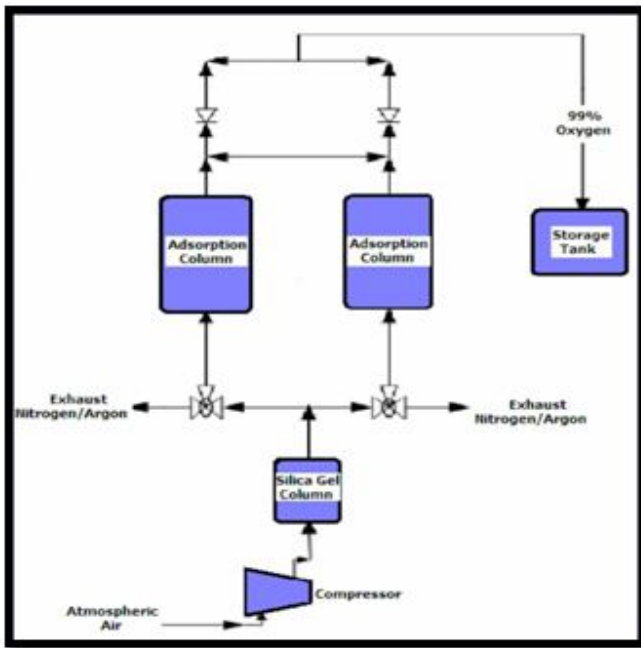 99%
Oxygen
Adsorption
Column
Adsorption
Column
Storage
Tank
Exhaust
Nitrogen/Argon
Exhaust
Nitrogen/Argon
Silica Gel
Column
Compressor
Atmospheric
Air